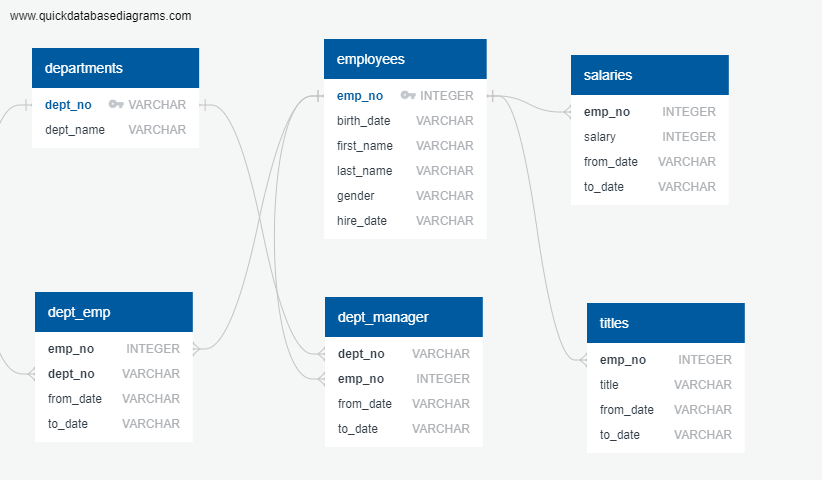 www.quickdatabasediagrams.com
departments
dept_no VARCHAR
dept_name VARCHAR
employees
emp_no INTEGER
birth_date VARCHAR
first_name VARCHAR
last_name VARCHAR
gender VARCHAR
hire_date VARCHAR
salaries
emp_no INTEGER
salary INTEGER
from_date VARCHAR
to_date VARCHAR
dept_emp
emp_no INTEGER
dept_no VARCHAR
from_date VARCHAR
to_date VARCHAR
dept_manager
dept_no VARCHAR
emp_no INTEGER
from_date VARCHAR
to_date VARCHAR
titles
emp_no INTEGER
title VARCHAR
from_date VARCHAR
to_date VARCHAR